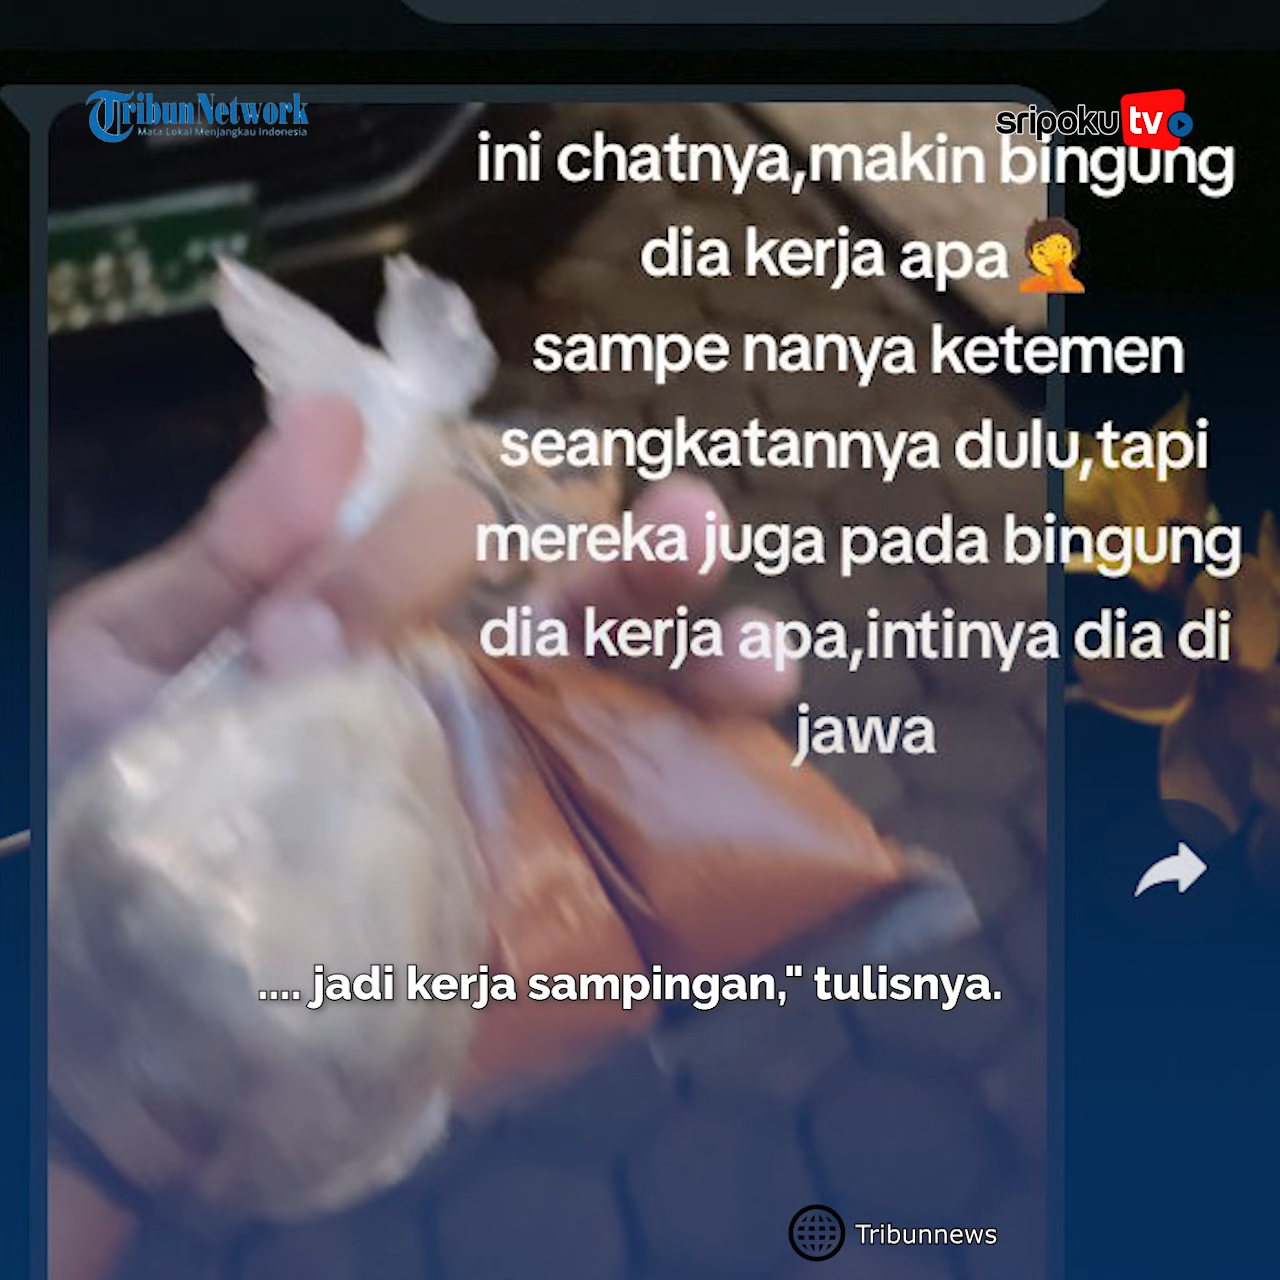 TribunNetwork
Mata Lokal Menjangkau Indonesia
sripoku tv
ini chatnya,makin bingung
dia kerja apa🤦
sampe nanya ketemen
seangkatannya dulu,tapi
mereka juga pada bingung
dia kerja apa,intinya dia di
jawa
.... jadi kerja sampingan," tulisnya.
Tribunnews